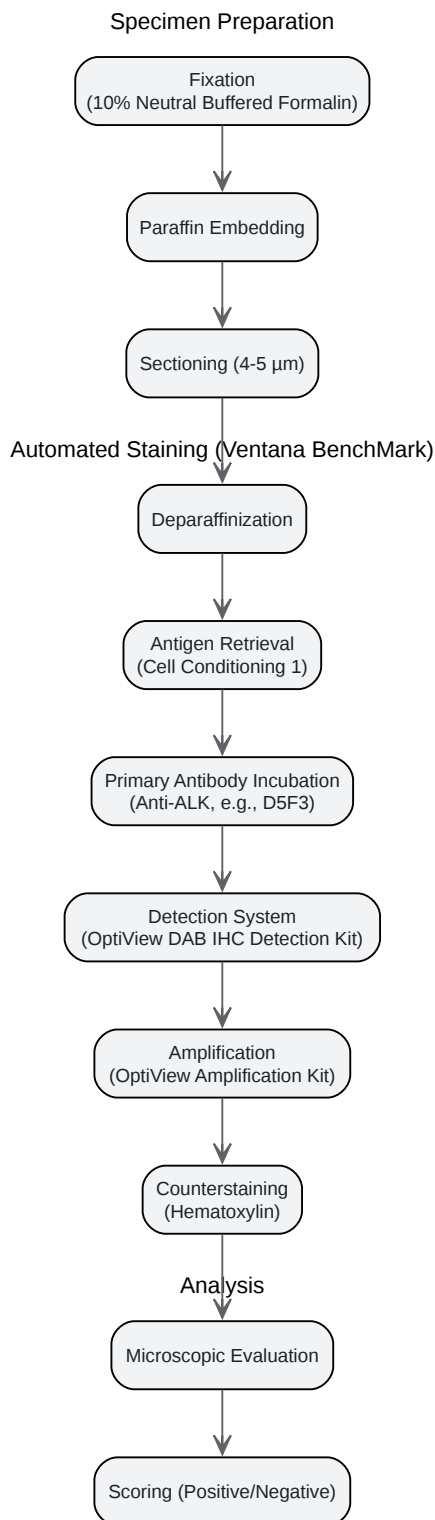 Specimen Preparation
Fixation
(10% Neutral Buffered Formalin)
Paraffin Embedding
Sectioning (4-5 µm)
Automated Staining (Ventana BenchMark)
Deparaffinization
Antigen Retrieval
(Cell Conditioning 1)
Primary Antibody Incubation
(Anti-ALK, e.g., D5F3)
Detection System
(OptiView DAB IHC Detection Kit)
Amplification
(OptiView Amplification Kit)
Counterstaining
(Hematoxylin)
Analysis
Microscopic Evaluation
Scoring (Positive/Negative)